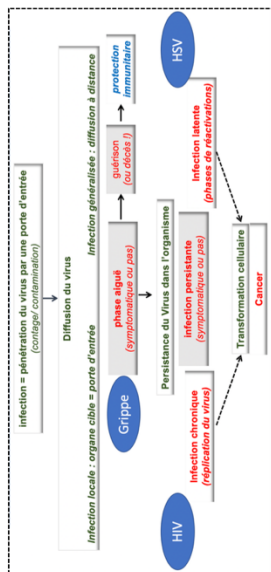 infection = pénétration du virus par une porte d'entrée
(contage/ contamination)
Diffusion du virus
Infection locale : organe cible = porte d'entrée
Infection généralisée : diffusion à distance
Grippe
phase aiguë
(symptomatique ou pas)
guérison
(ou décès !)
protection
immunitaire
Persistance du Virus dans l'organisme
infection persistante
(symptomatique ou pas)
HIV
Infection chronique
(réplication du virus)
Infection latente
(phases de réactivations)
HSV
Transformation cellulaire
Cancer